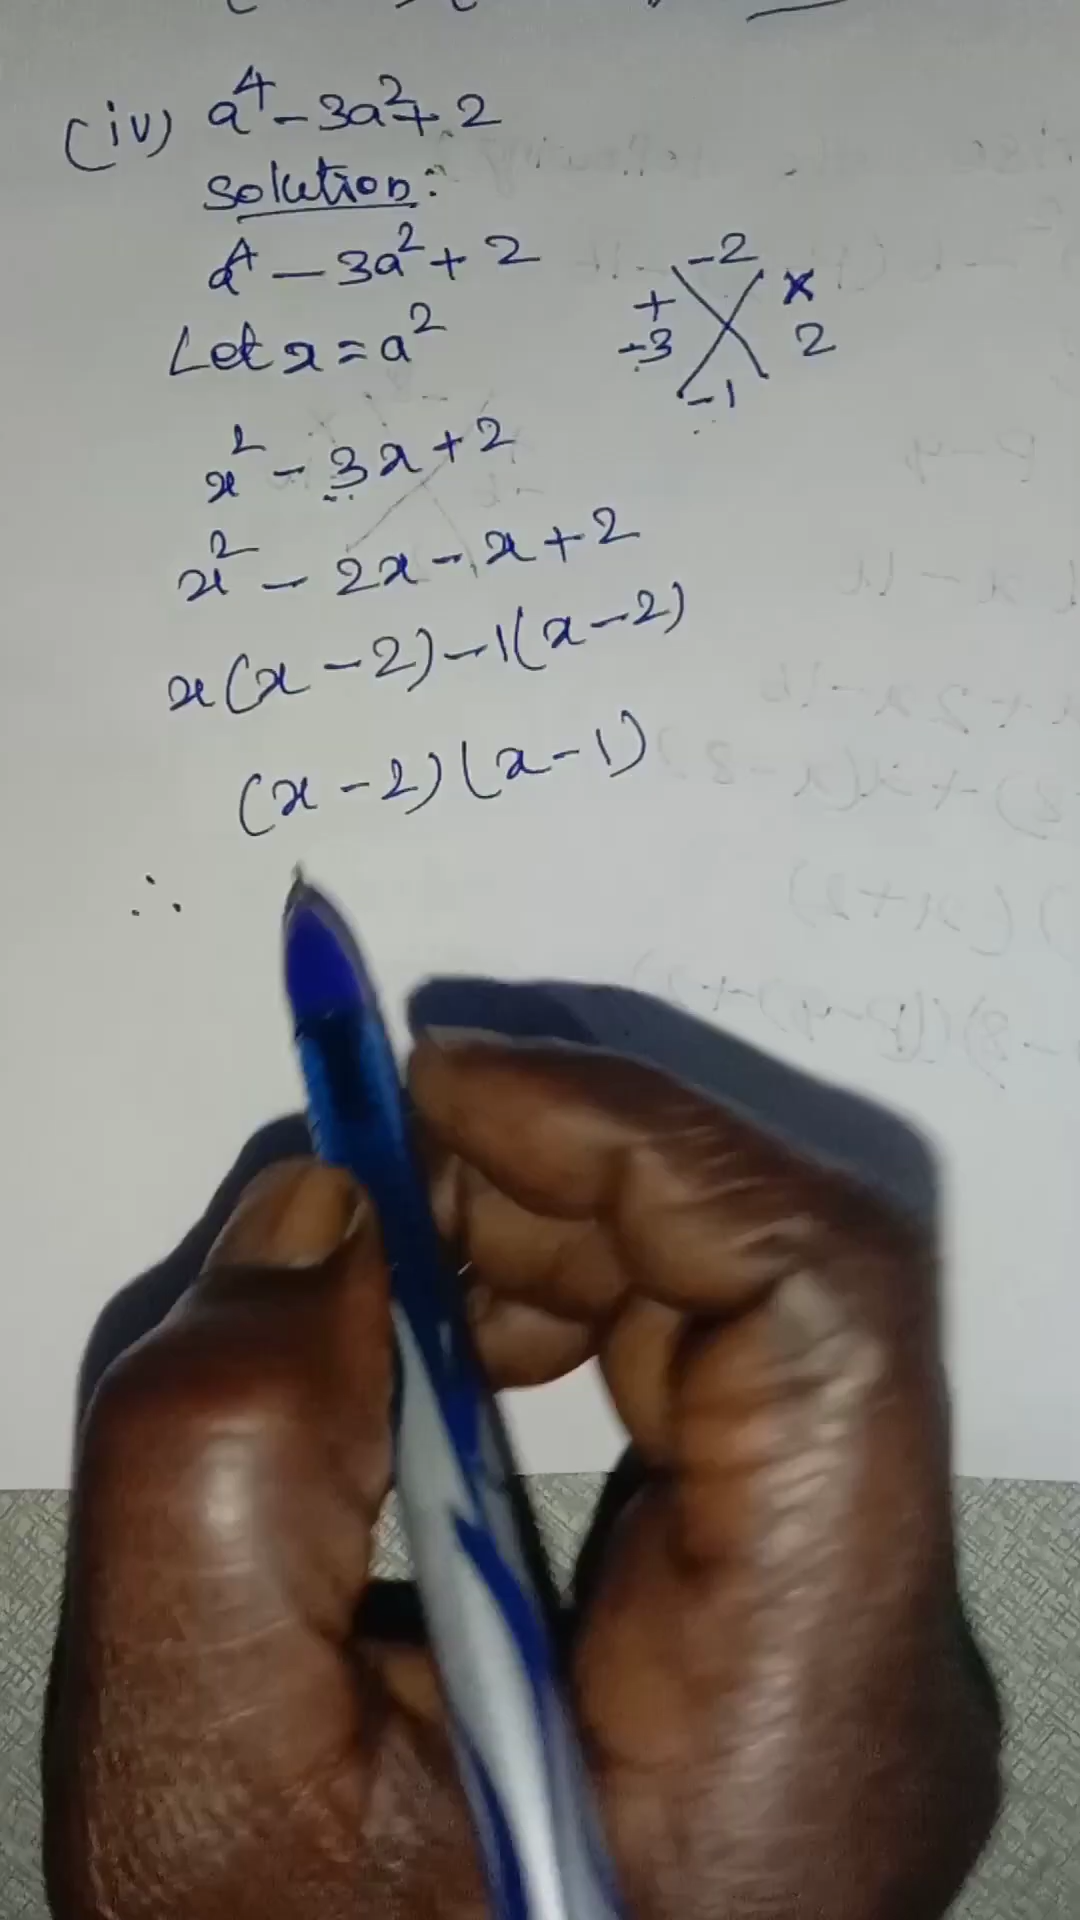 (iv) a⁴ - 3a² + 2
Solution:
a⁴ - 3a² + 2
Let x = a²
-2
+ ×
-3 2
-1
x² - 3x + 2
x² - 2x - x + 2
x(x - 2) - 1(x - 2)
(x - 2)(x - 1)
∴